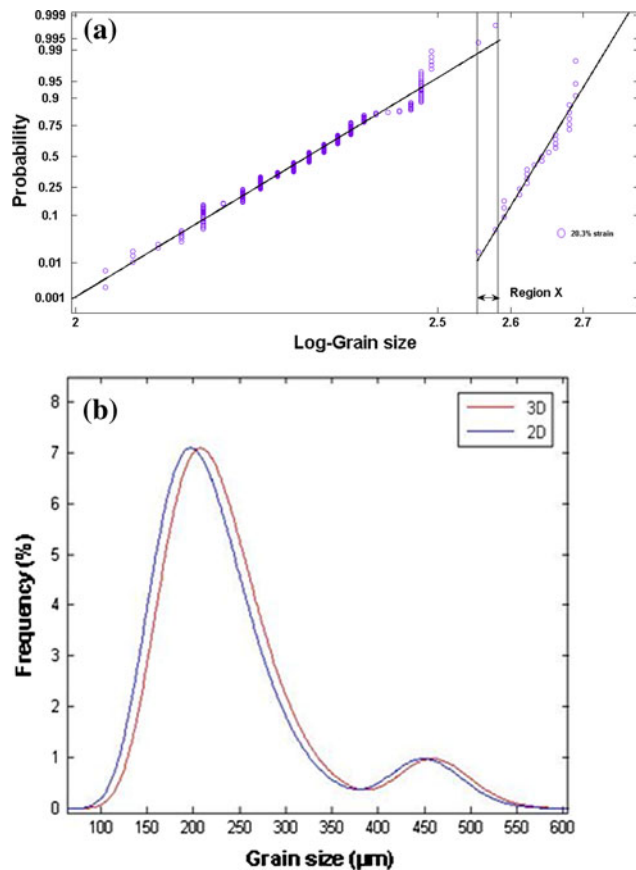 (a)
0.999
0.995
0.99
0.95
0.9
0.75
0.5
0.25
0.1
0.01
0.001
Probability
20.3% strain
Region X
2 2.5 2.6 2.7
Log-Grain size
(b)
3D
2D
8
7
6
5
4
3
2
1
0
Frequency (%)
100 150 200 250 300 350 400 450 500 550 600
Grain size (µm)